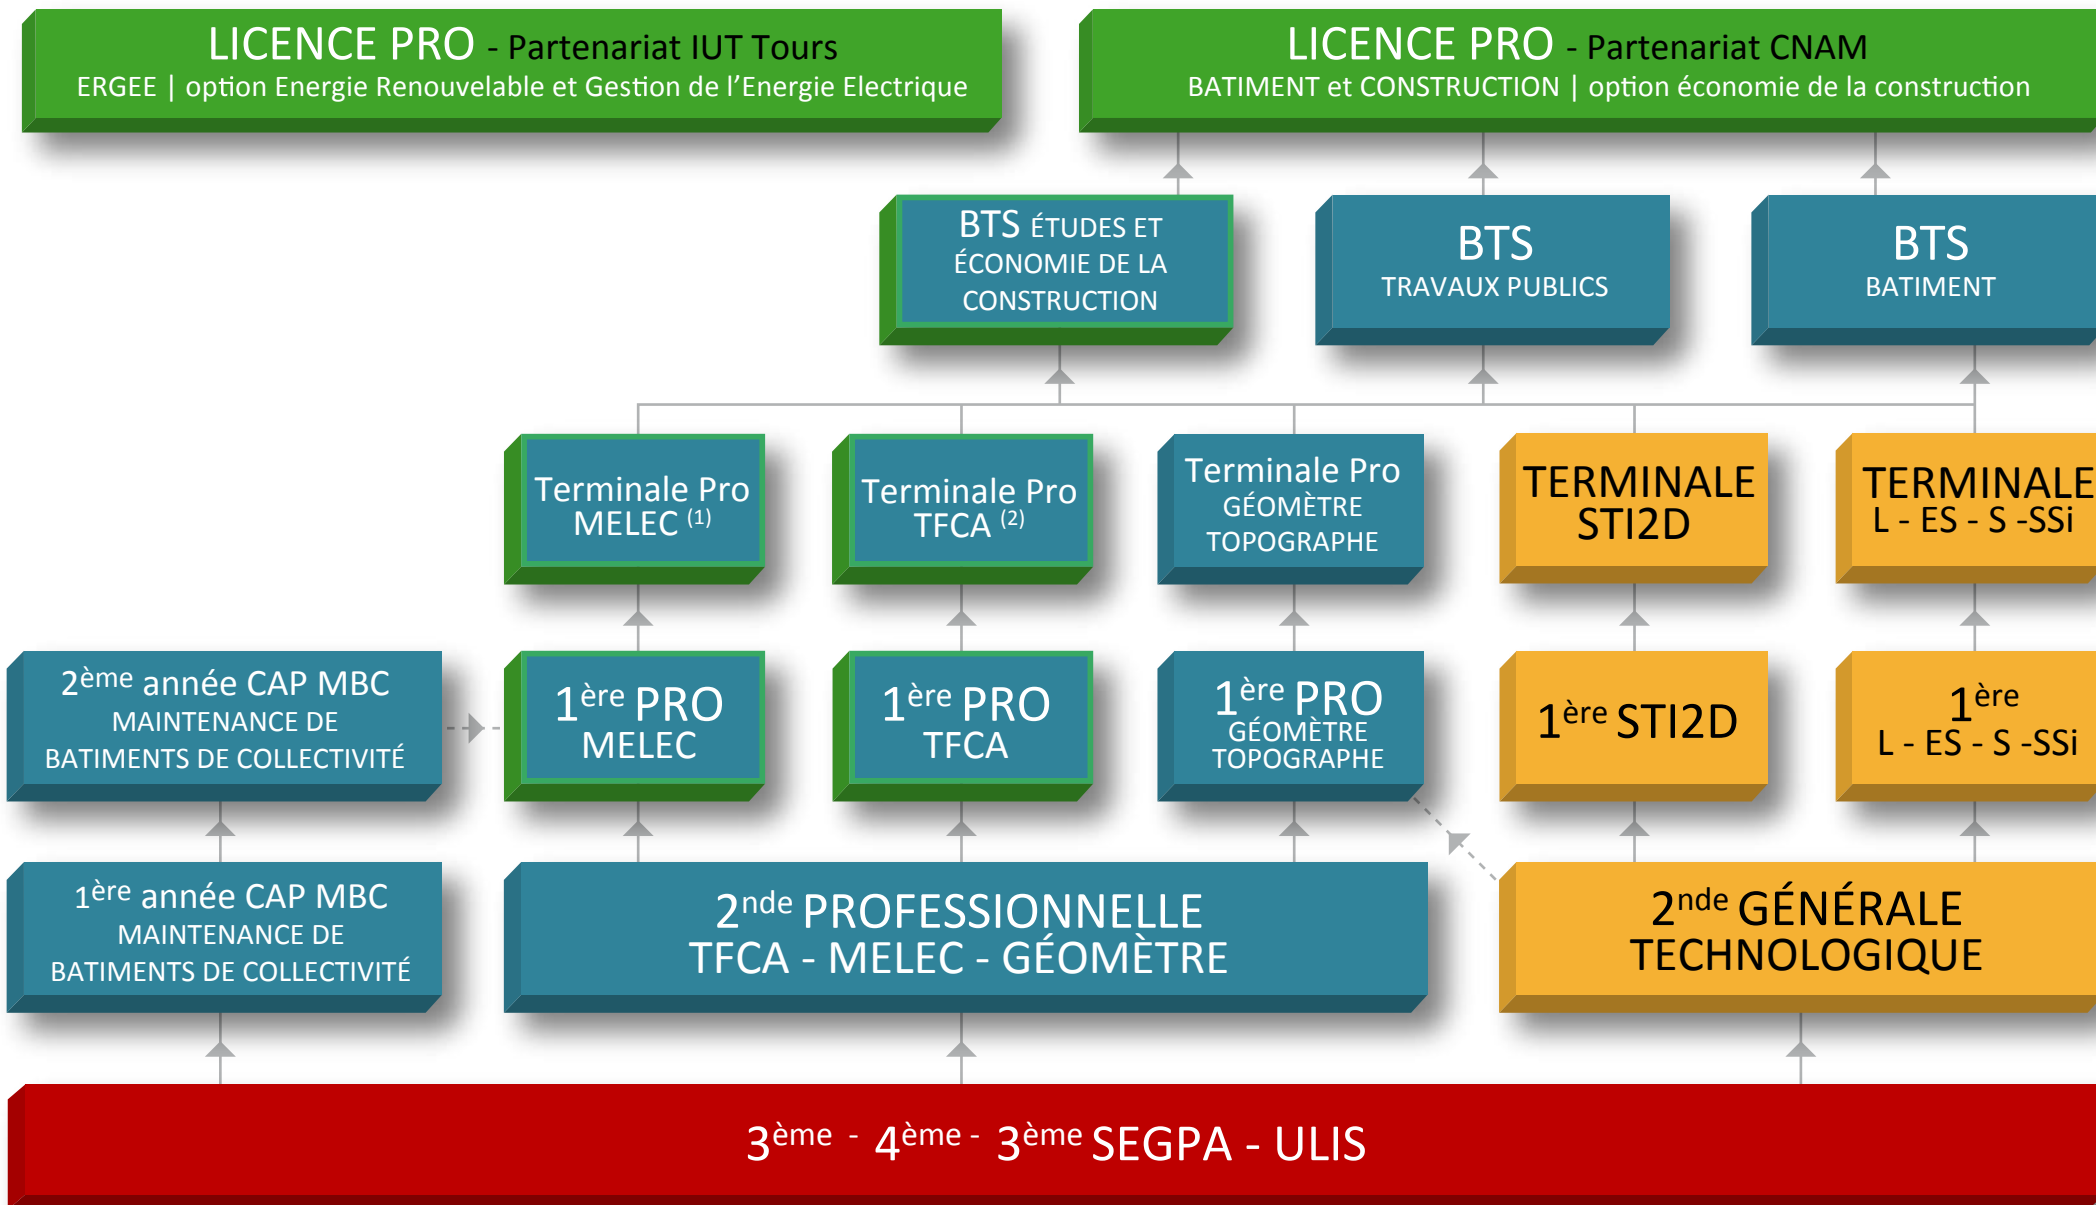 LICENCE PRO - Partenariat IUT Tours
ERGEE | option Energie Renouvelable et Gestion de l'Energie Electrique
LICENCE PRO - Partenariat CNAM
BATIMENT et CONSTRUCTION | option économie de la construction
BTS ÉTUDES ET
ÉCONOMIE DE LA
CONSTRUCTION
BTS
TRAVAUX PUBLICS
BTS
BATIMENT
Terminale Pro
MELEC (1)
Terminale Pro
TFCA (2)
Terminale Pro
GÉOMÈTRE
TOPOGRAPHE
TERMINALE
STI2D
TERMINALE
L - ES - S -SSi
2ème année CAP MBC
MAINTENANCE DE
BATIMENTS DE COLLECTIVITÉ
1ère PRO
MELEC
1ère PRO
TFCA
1ère PRO
GÉOMÈTRE
TOPOGRAPHE
1ère STI2D
1ère
L - ES - S -SSi
1ère année CAP MBC
MAINTENANCE DE
BATIMENTS DE COLLECTIVITÉ
2nde PROFESSIONNELLE
TFCA - MELEC - GÉOMÈTRE
2nde GÉNÉRALE
TECHNOLOGIQUE
3ème - 4ème - 3ème SEGPA - ULIS